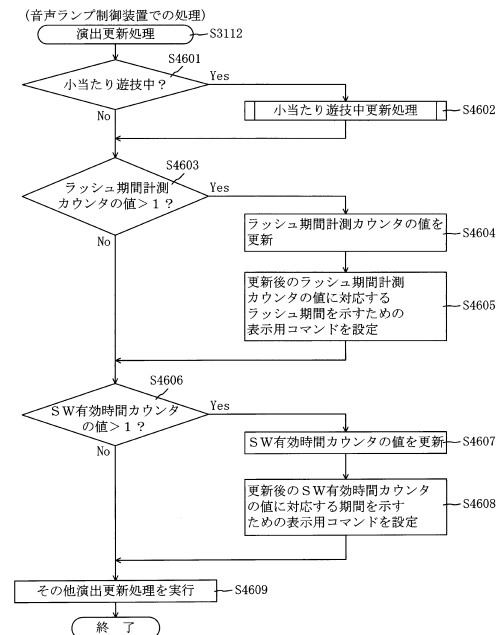 (音声ランプ制御装置での処理)
演出更新処理
S3112
S4601
小当たり遊技中?
Yes
No
小当たり遊技中更新処理
S4602
S4603
ラッシュ期間計測
カウンタの値>1?
Yes
No
ラッシュ期間計測カウンタの値を
更新
S4604
更新後のラッシュ期間計測
カウンタの値に対応する
ラッシュ期間を示すための
表示用コマンドを設定
S4605
S4606
SW有効時間カウンタ
の値>1?
Yes
No
SW有効時間カウンタの値を更新
S4607
更新後のSW有効時間カウンタ
の値に対応する期間を示す
ための表示用コマンドを設定
S4608
その他演出更新処理を実行
S4609
終 了